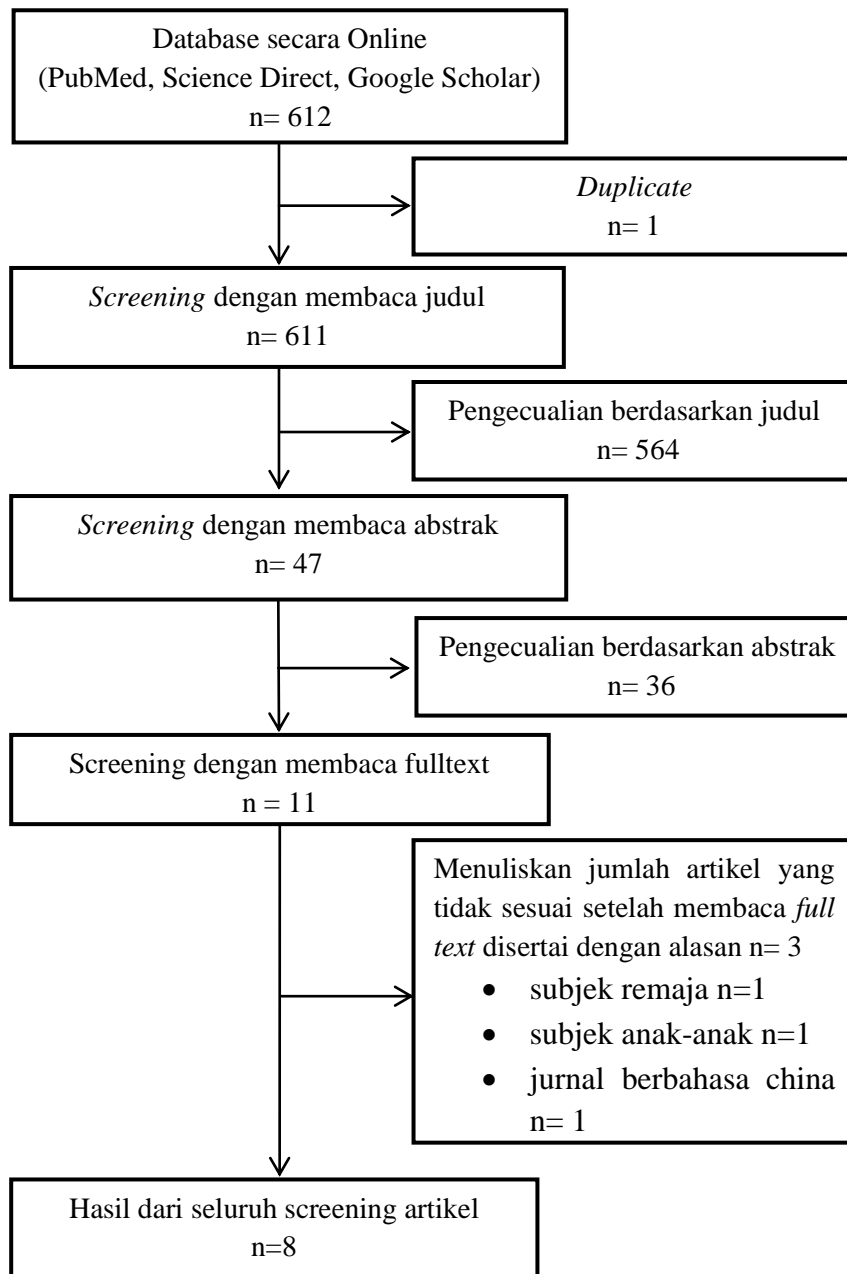 Database secara Online
(PubMed, Science Direct, Google Scholar)
n= 612
Duplicate
n= 1
Screening dengan membaca judul
n= 611
Pengecualian berdasarkan judul
n= 564
Screening dengan membaca abstrak
n= 47
Pengecualian berdasarkan abstrak
n= 36
Screening dengan membaca fulltext
n = 11
Menuliskan jumlah artikel yang
tidak sesuai setelah membaca full
text disertai dengan alasan n= 3
• subjek remaja n=1
• subjek anak-anak n=1
• jurnal berbahasa china
n= 1
Hasil dari seluruh screening artikel
n=8